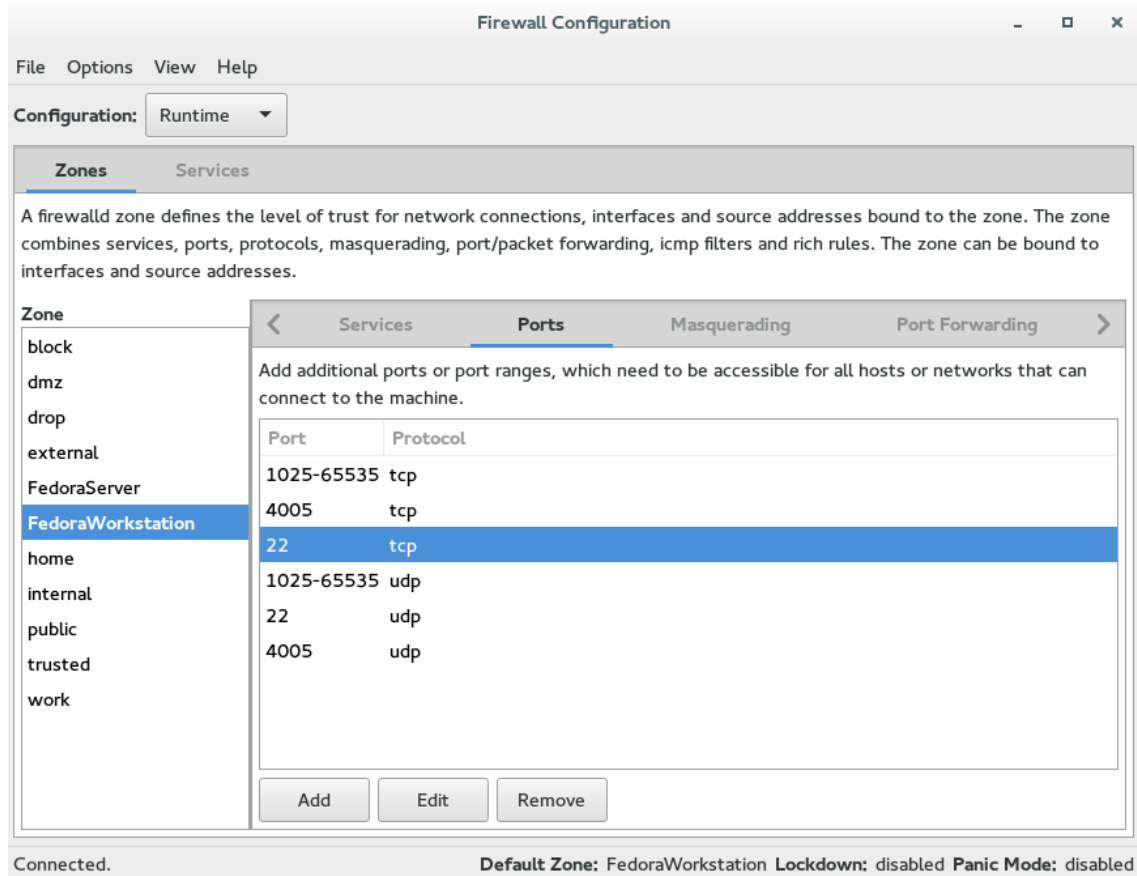 Firewall Configuration
File Options View Help
Configuration: Runtime
Zones Services
A firewalld zone defines the level of trust for network connections, interfaces and source addresses bound to the zone. The zone
combines services, ports, protocols, masquerading, port/packet forwarding, icmp filters and rich rules. The zone can be bound to
interfaces and source addresses.
Zone
block
dmz
drop
external
FedoraServer
FedoraWorkstation
home
internal
public
trusted
work
Services Ports Masquerading Port Forwarding
Add additional ports or port ranges, which need to be accessible for all hosts or networks that can
connect to the machine.
Port Protocol
1025-65535 tcp
4005 tcp
22 tcp
1025-65535 udp
22 udp
4005 udp
Add Edit Remove
Connected. Default Zone: FedoraWorkstation Lockdown: disabled Panic Mode: disabled